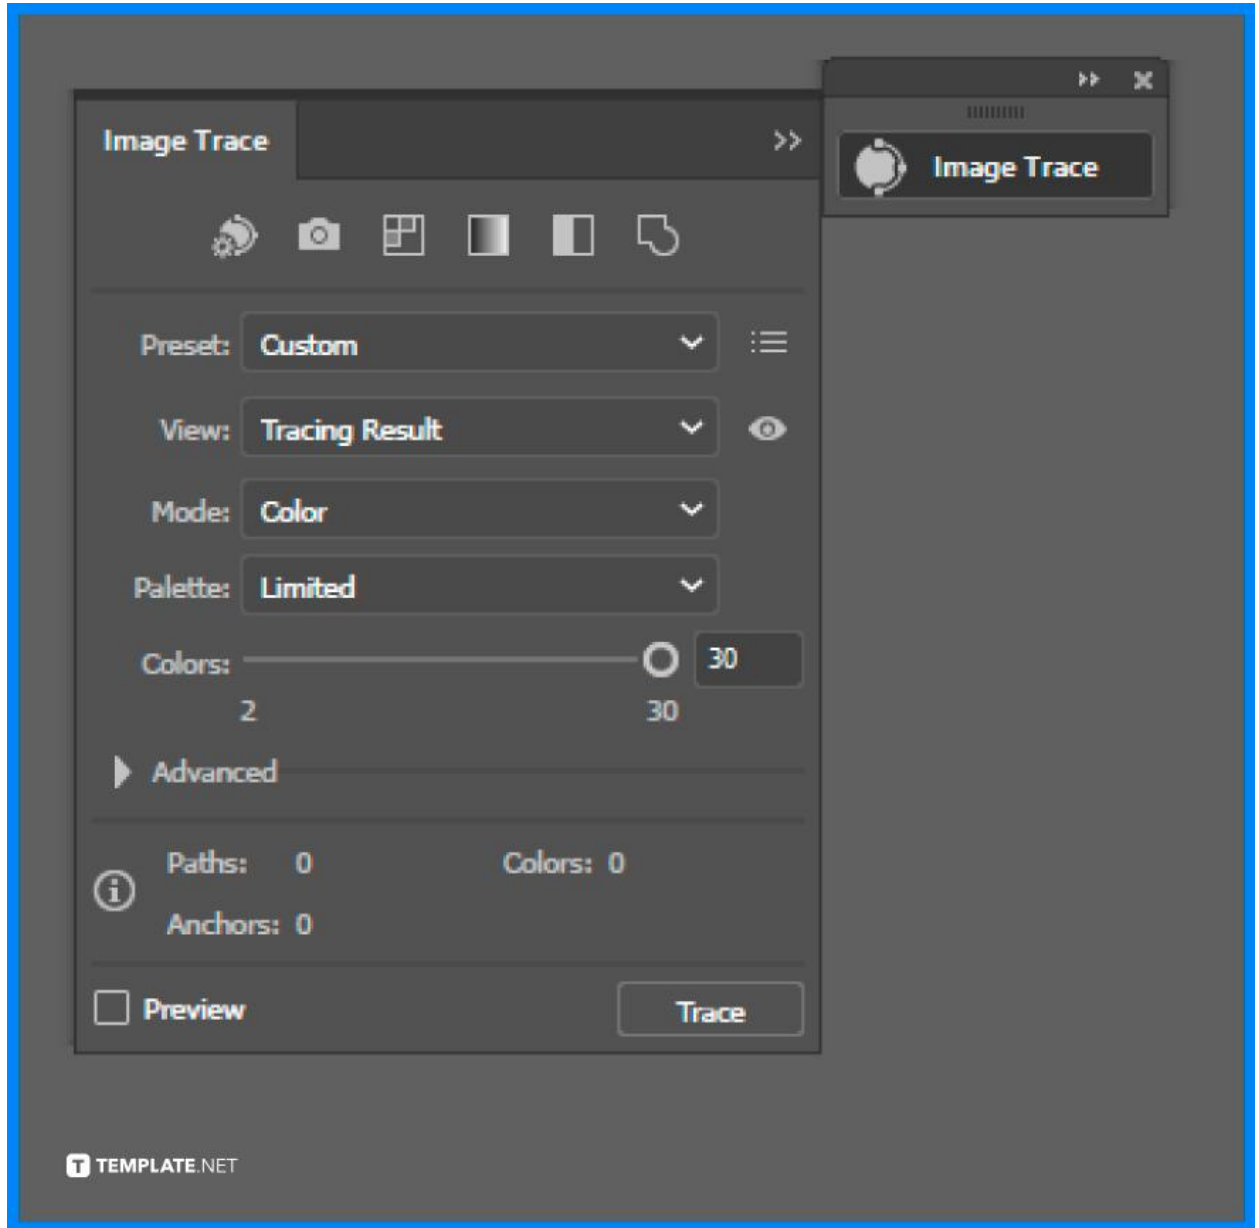 Image Trace
Image Trace
Preset: Custom
View: Tracing Result
Mode: Color
Palette: Limited
Colors: 30
2 30
Advanced
Paths: 0 Colors: 0
Anchors: 0
Preview Trace
T TEMPLATE.NET